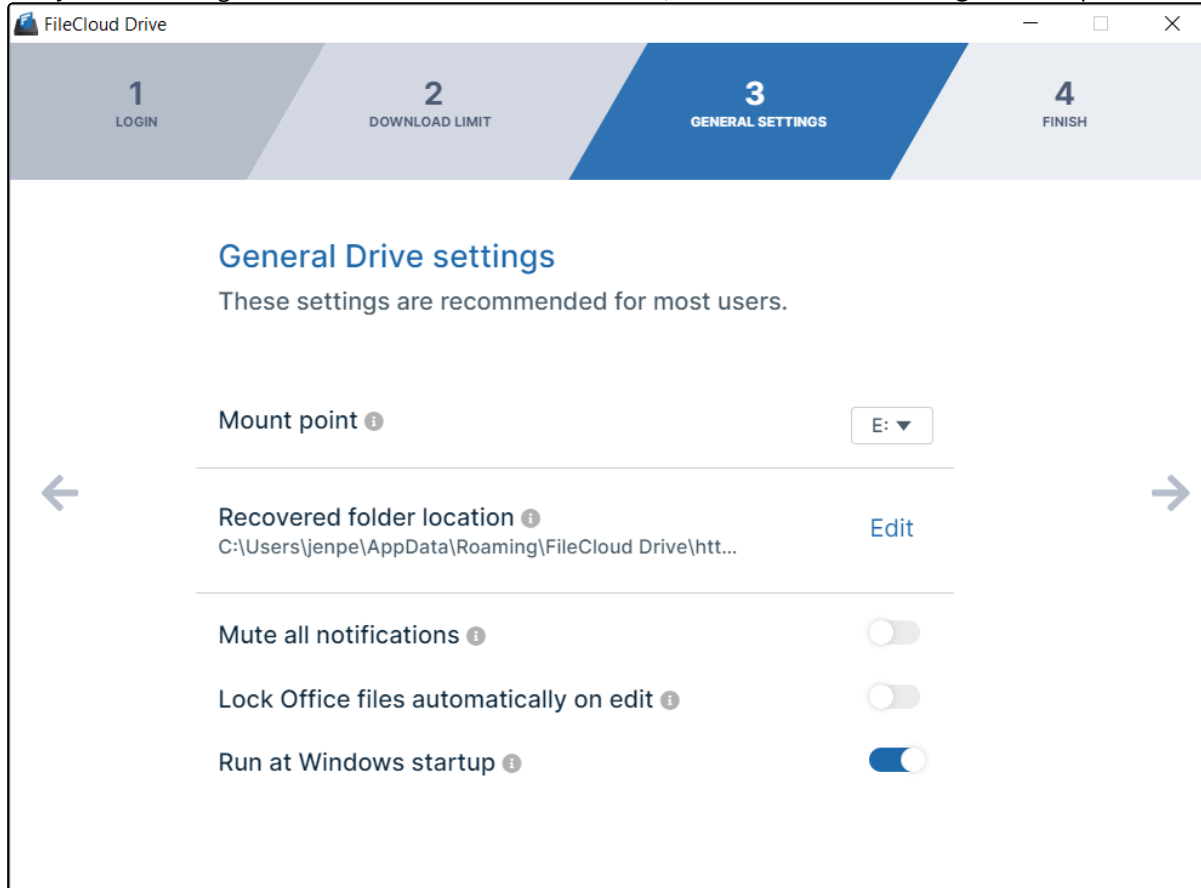 FileCloud Drive
1
LOGIN
2
DOWNLOAD LIMIT
3
GENERAL SETTINGS
4
FINISH
General Drive settings
These settings are recommended for most users.
Mount point
E:
Recovered folder location
C:\Users\jenpe\AppData\Roaming\FileCloud Drive\htt...
Edit
Mute all notifications
Lock Office files automatically on edit
Run at Windows startup